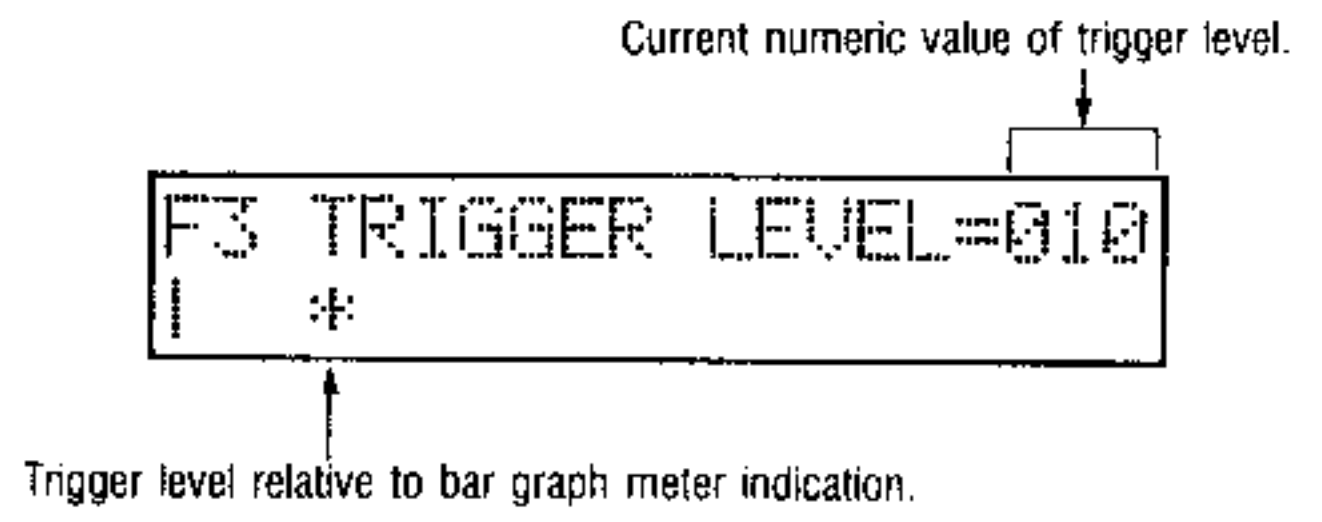 Current numeric value of trigger level.
F3 TRIGGER LEVEL=010
| *
Trigger level relative to bar graph meter indication.